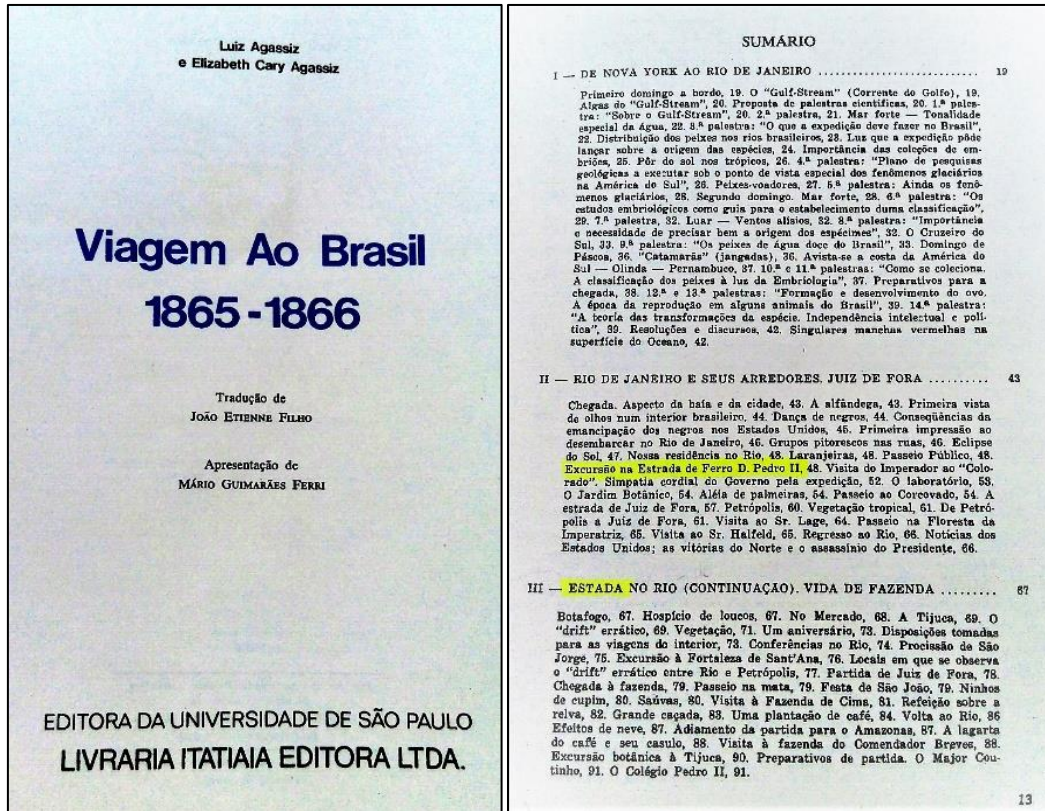 Luiz Agassiz
e Elizabeth Cary Agassiz
Viagem Ao Brasil
1865-1866
Tradução de
JOÃO ETIENNE FILHO
Apresentação de
MÁRIO GUIMARÃES FERRI
EDITORA DA UNIVERSIDADE DE SÃO PAULO
LIVRARIA ITATIAIA EDITORA LTDA.
SUMÁRIO
I — DE NOVA YORK AO RIO DE JANEIRO ............................ 19
Primeiro domingo a bordo, 19. O "Gulf-Stream" (Corrente do Golfo), 19.
Algas do "Gulf-Stream", 20. Proposta de palestras científicas, 20. 1.ª pales-
tra: "Sobre o Gulf-Stream", 20. 2.ª palestra, 21. Mar forte — Tonalidade
especial da água, 22. 3.ª palestra: "O que a expedição deve fazer no Brasil",
22. Distribuição dos peixes nos rios brasileiros, 23. Luz que a expedição pôde
lançar sobre a origem das espécies, 24. Importância das coleções de em-
briões, 25. Pôr do sol nos trópicos, 26. 4.ª palestra: "Plano de pesquisas
geológicas a executar sob o ponto de vista especial dos fenômenos glaciários
na América do Sul", 26. Peixes-voadores, 27. 5.ª palestra: Ainda os fenô-
menos glaciários, 28. Segundo domingo. Mar forte, 28. 6.ª palestra: "Os
estudos embriológicos como guia para o estabelecimento duma classificação",
29. 7.ª palestra, 32. Luar — Ventos alísios, 32. 8.ª palestra: "Importância
e necessidade de precisar bem a origem dos espécimes", 32. O Cruzeiro do
Sul, 33. 9.ª palestra: "Os peixes de água doce do Brasil", 33. Domingo de
Páscoa, 36. "Catamarãs" (jangadas), 36. Avista-se a costa da América do
Sul — Olinda — Pernambuco, 37. 10.ª e 11.ª palestras: "Como se coleciona.
A classificação dos peixes à luz da Embriologia", 37. Preparativos para a
chegada, 38. 12.ª e 13.ª palestras: "Formação e desenvolvimento do ovo.
A época da reprodução em alguns animais do Brasil", 39. 14.ª palestra:
"A teoria das transformações da espécie. Independência intelectual e polí-
tica", 39. Resoluções e discursos, 42. Singulares manchas vermelhas na
superfície do Oceano, 42.
II — RIO DE JANEIRO E SEUS ARREDORES. JUIZ DE FORA .......... 43
Chegada. Aspecto da baía e da cidade, 43. A alfândega, 43. Primeira vista
de olhos num interior brasileiro, 44. Dança de negros, 44. Conseqüências da
emancipação dos negros nos Estados Unidos, 45. Primeira impressão ao
desembarcar no Rio de Janeiro, 46. Grupos pitorescos nas ruas, 46. Eclipse
do Sol, 47. Nossa residência no Rio, 48. Laranjeiras, 48. Passeio Público, 48.
Excursão na Estrada de Ferro D. Pedro II, 48. Visita do Imperador ao "Colo-
rado". Simpatia cordial do Governo pela expedição, 52. O laboratório, 53.
O Jardim Botânico, 54. Aléia de palmeiras, 54. Passeio ao Corcovado, 54. A
estrada de Juiz de Fora, 57. Petrópolis, 60. Vegetação tropical, 61. De Petró-
polis a Juiz de Fora, 61. Visita ao Sr. Lage, 64. Passeio na Floresta da
Imperatriz, 65. Visita ao Sr. Halfeld, 65. Regresso ao Rio, 66. Notícias dos
Estados Unidos; as vitórias do Norte e o assassínio do Presidente, 66.
III — ESTADA NO RIO (CONTINUAÇÃO). VIDA DE FAZENDA ......... 67
Botafogo, 67. Hospício de loucos, 67. No Mercado, 68. A Tijuca, 69. O
"drift" errático, 69. Vegetação, 71. Um aniversário, 73. Disposições tomadas
para as viagens do interior, 73. Conferências no Rio, 74. Procissão de São
Jorge, 75. Excursão à Fortaleza de Sant'Ana, 76. Locais em que se observa
o "drift" errático entre Rio e Petrópolis, 77. Partida de Juiz de Fora, 78.
Chegada à fazenda, 79. Passeio na mata, 79. Festa de São João, 79. Ninhos
de cupim, 80. Saúvas, 80. Visita à Fazenda de Cima, 81. Refeição sobre a
relva, 82. Grande caçada, 83. Uma plantação de café, 84. Volta ao Rio, 86
Efeitos de neve, 87. Adiamento da partida para o Amazonas, 87. A lagarta
do café e seu casulo, 88. Visita à fazenda do Comendador Breves, 88.
Excursão botânica à Tijuca, 90. Preparativos de partida. O Major Cou-
tinho, 91. O Colégio Pedro II, 91.
13